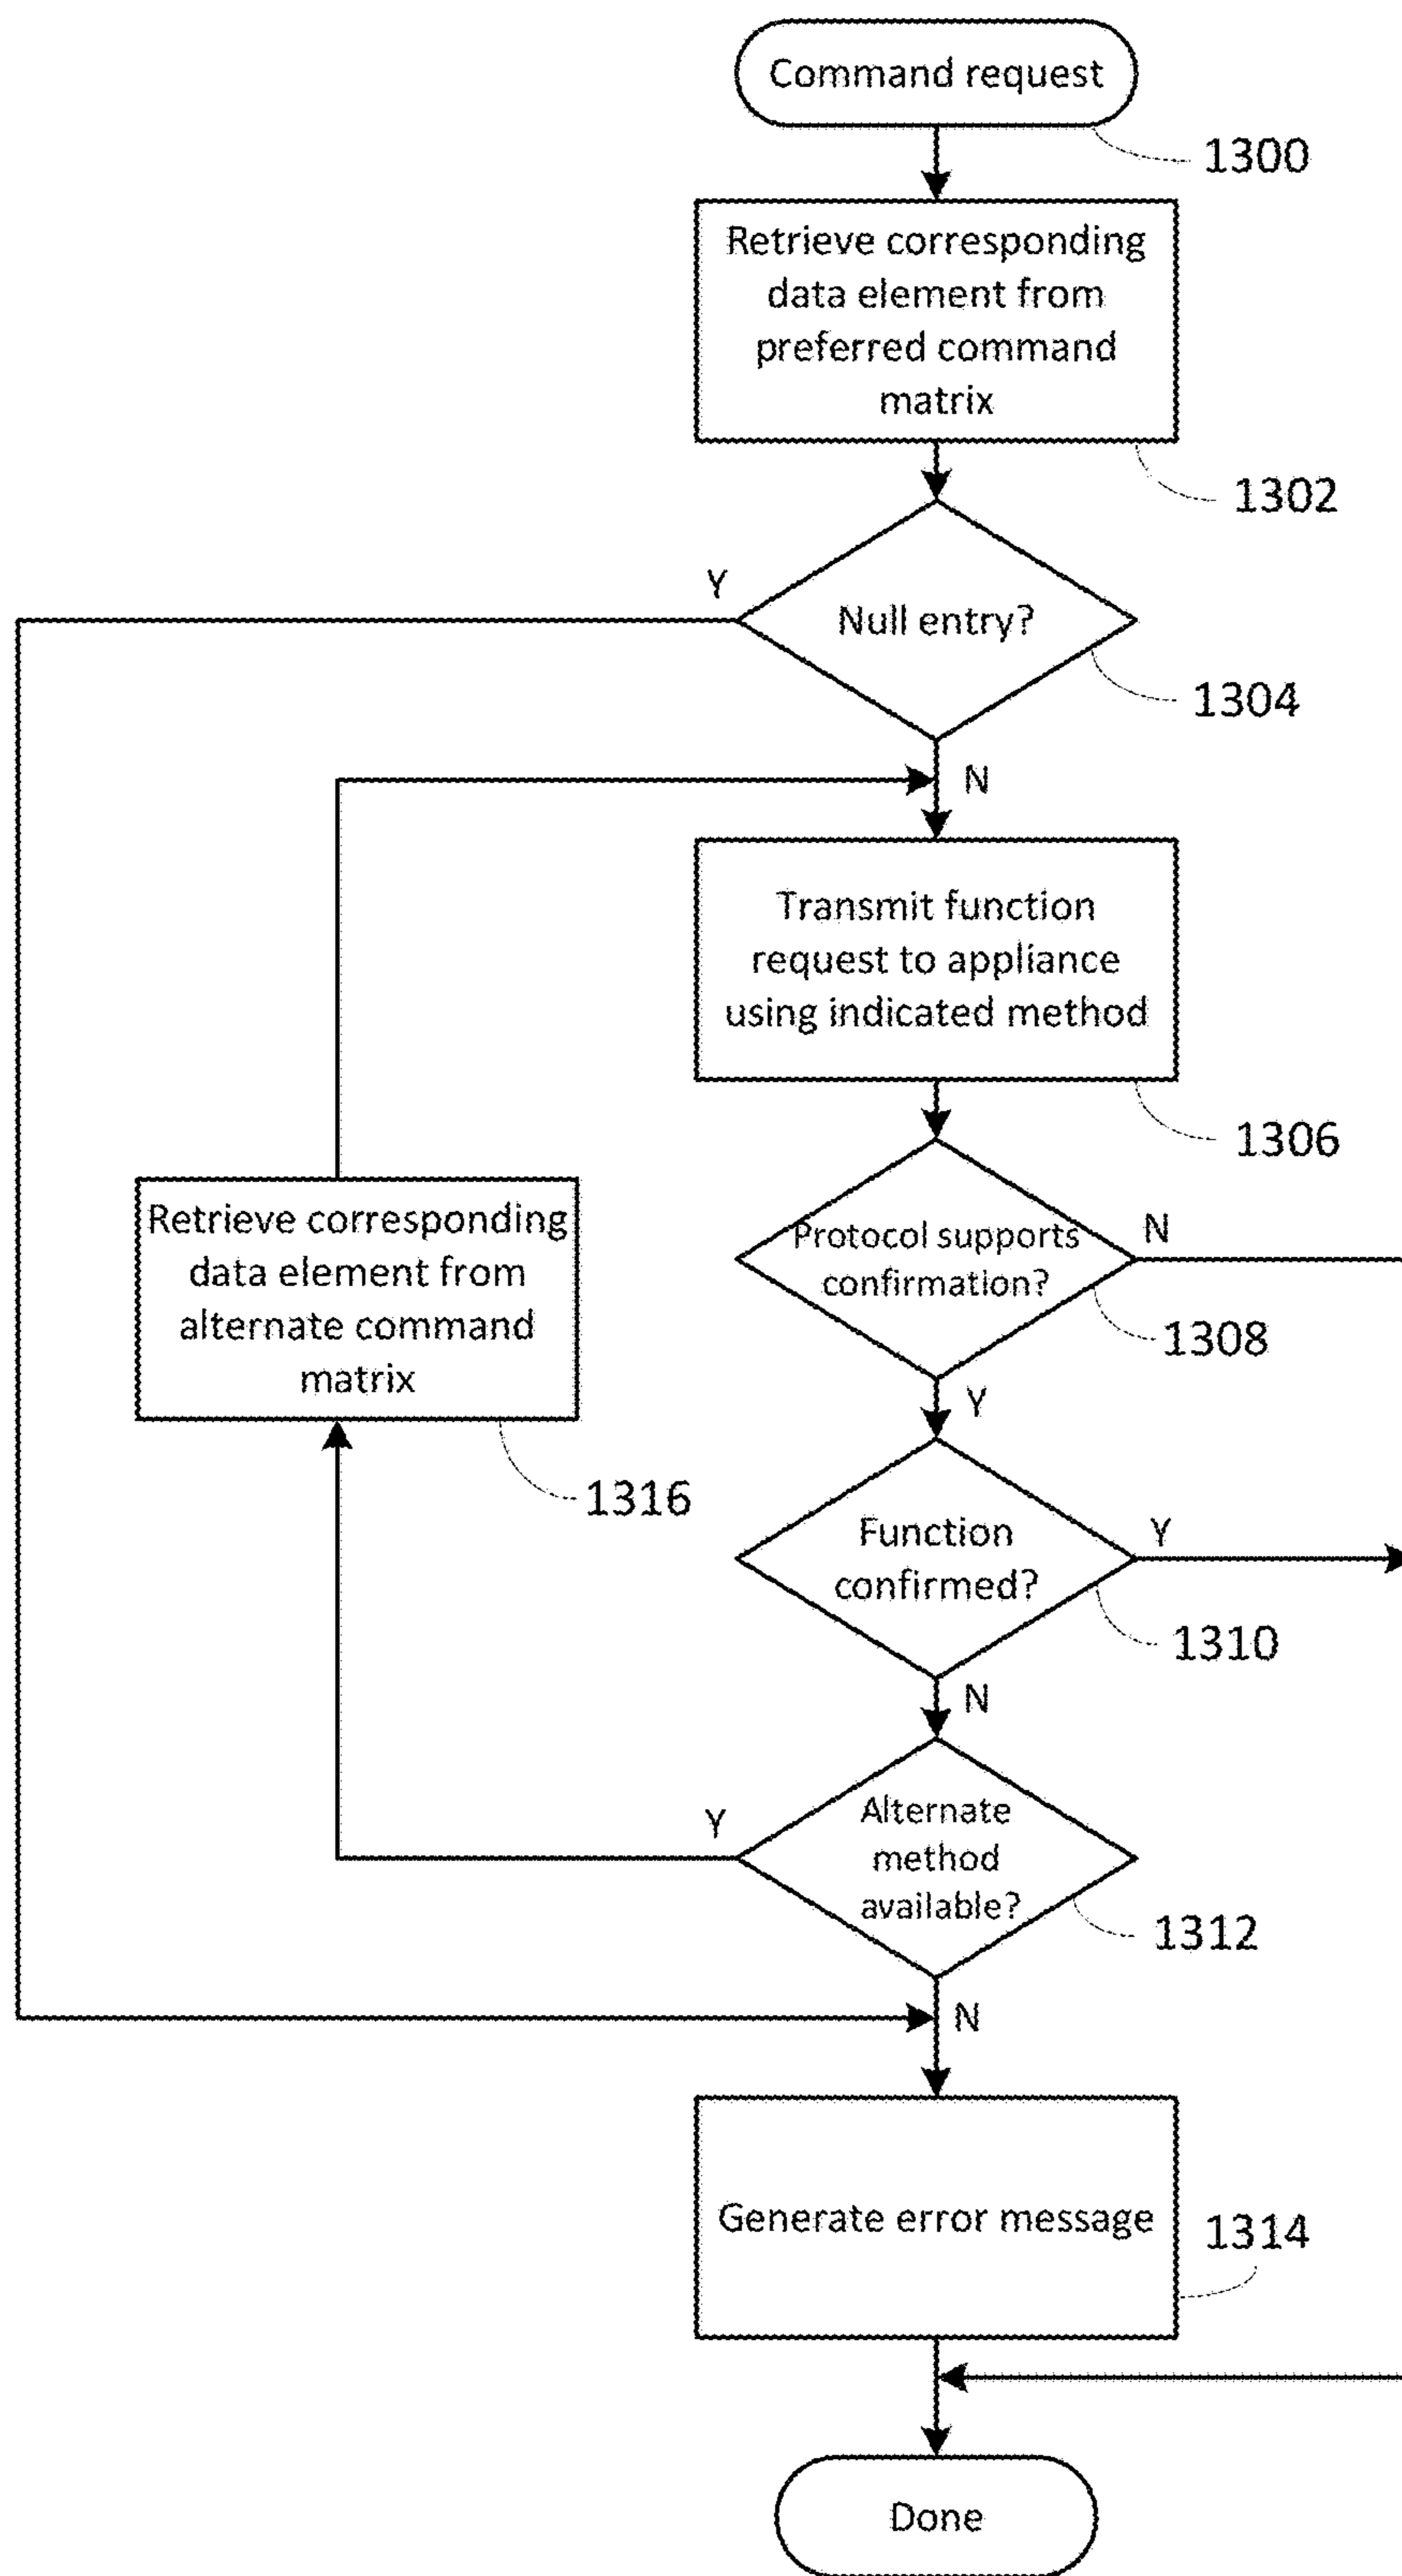 Command request
1300
Retrieve corresponding
data element from
preferred command
matrix
1302
Y
Null entry?
1304
N
Transmit function
request to appliance
using indicated method
1306
Retrieve corresponding
data element from
alternate command
matrix
1316
Protocol supports
confirmation?
N
1308
Y
Function
confirmed?
Y
1310
N
Y
Alternate
method
available?
1312
N
Generate error message
1314
Done